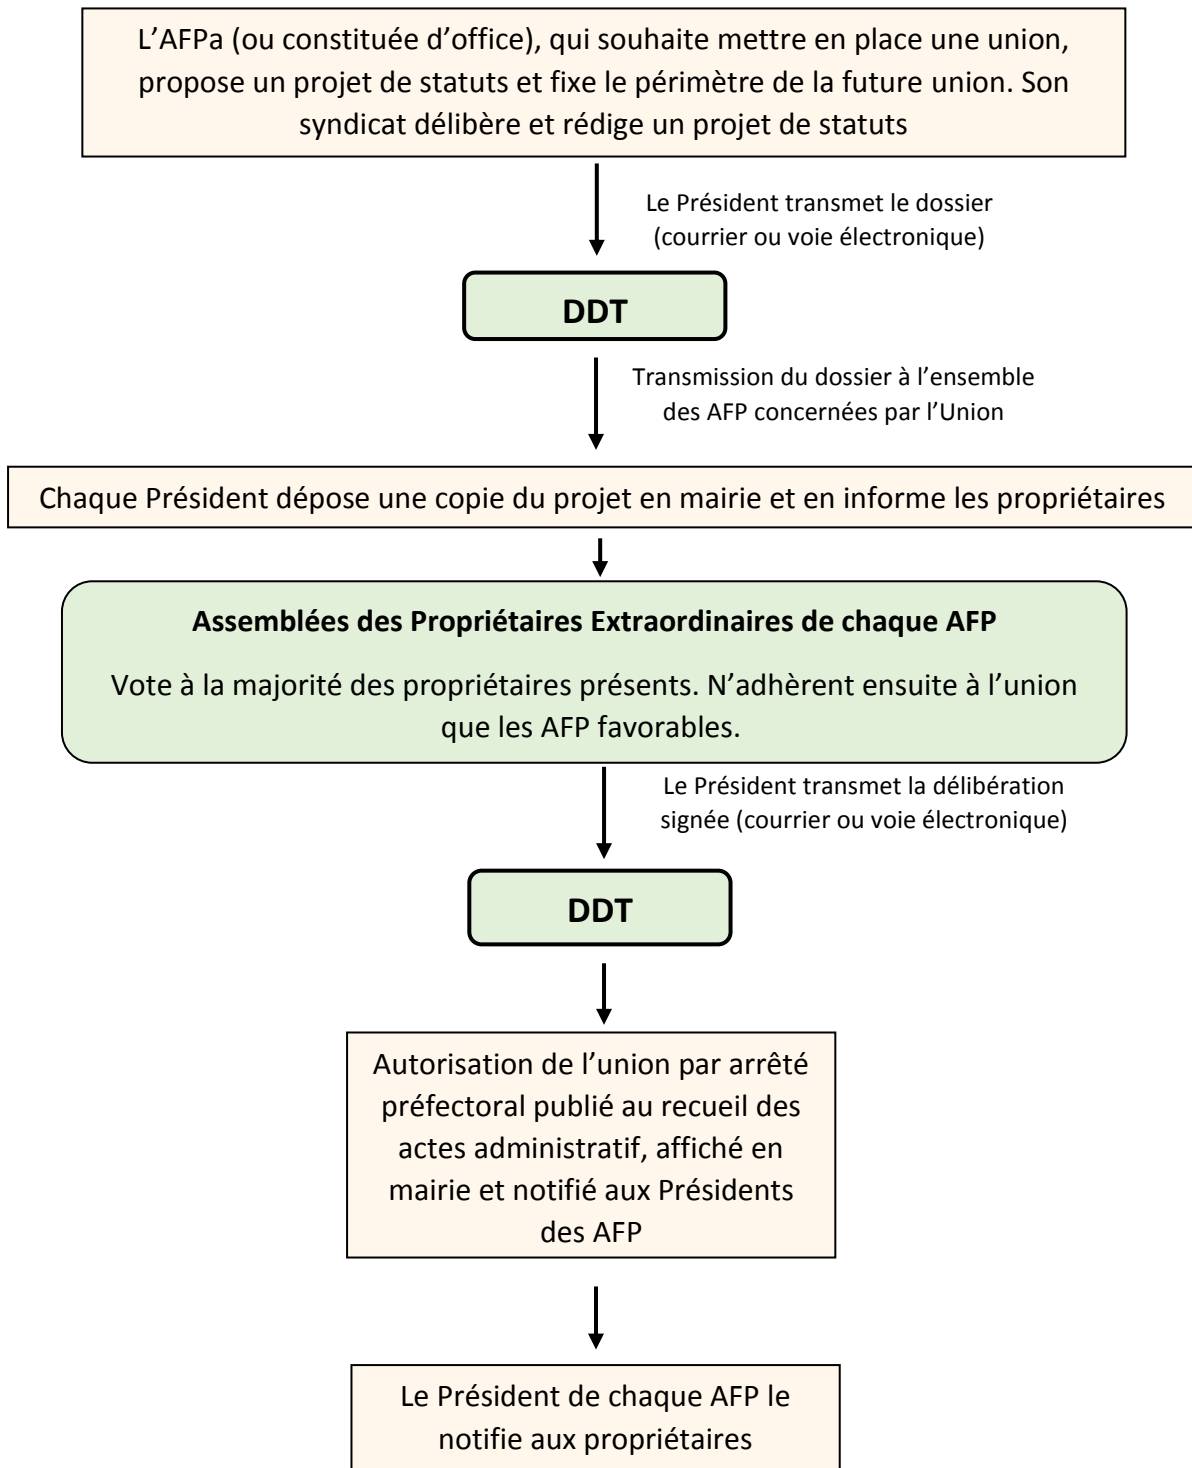 L’AFPa (ou constituée d’office), qui souhaite mettre en place une union,
propose un projet de statuts et fixe le périmètre de la future union. Son
syndicat délibère et rédige un projet de statuts
Le Président transmet le dossier
(courrier ou voie électronique)
DDT
Transmission du dossier à l’ensemble
des AFP concernées par l’Union
Chaque Président dépose une copie du projet en mairie et en informe les propriétaires
Assemblées des Propriétaires Extraordinaires de chaque AFP
Vote à la majorité des propriétaires présents. N’adhèrent ensuite à l’union
que les AFP favorables.
Le Président transmet la délibération
signée (courrier ou voie électronique)
DDT
Autorisation de l’union par arrêté
préfectoral publié au recueil des
actes administratif, affiché en
mairie et notifié aux Présidents
des AFP
Le Président de chaque AFP le
notifie aux propriétaires